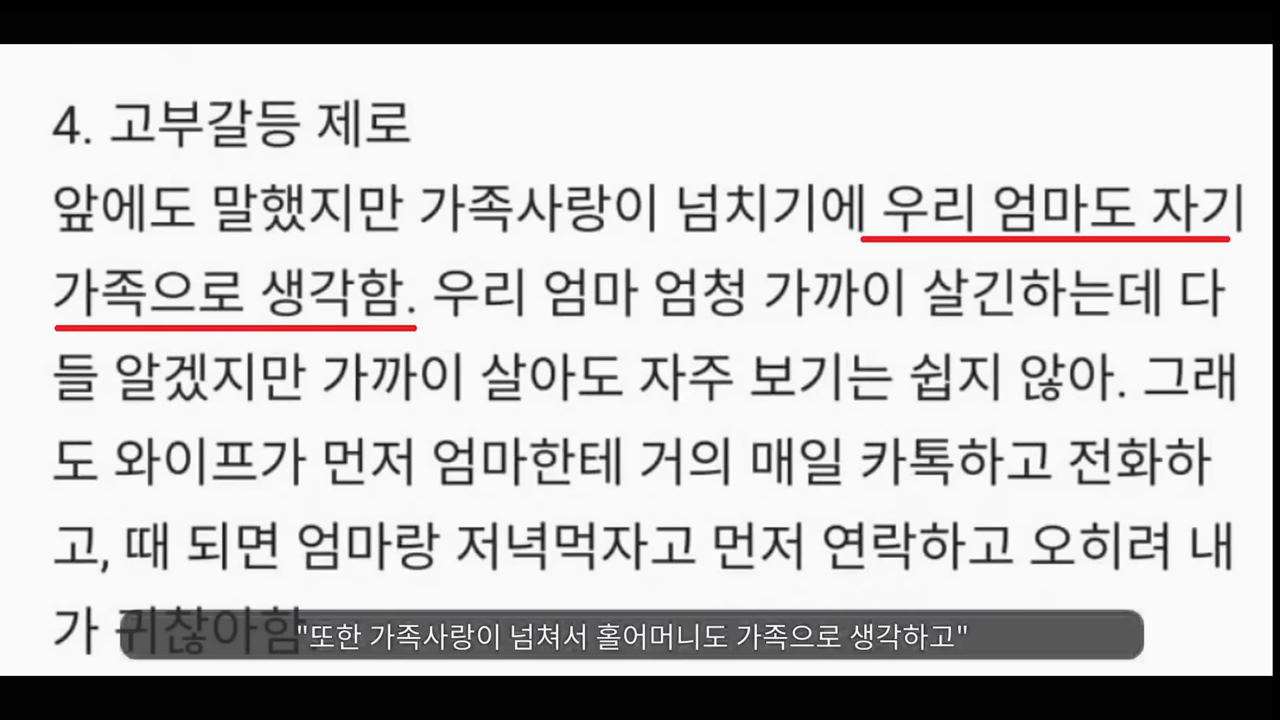 4. 고부갈등 제로
앞에도 말했지만 가족사랑이 넘치기에 우리 엄마도 자기
가족으로 생각함. 우리 엄마 엄청 가까이 살긴하는데 다
들 알겠지만 가까이 살아도 자주 보기는 쉽지 않아. 그래
도 와이프가 먼저 엄마한테 거의 매일 카톡하고 전화하
고, 때 되면 엄마랑 저녁먹자고 먼저 연락하고 오히려 내
가 귀찮아함.
"또한 가족사랑이 넘쳐서 홀어머니도 가족으로 생각하고"